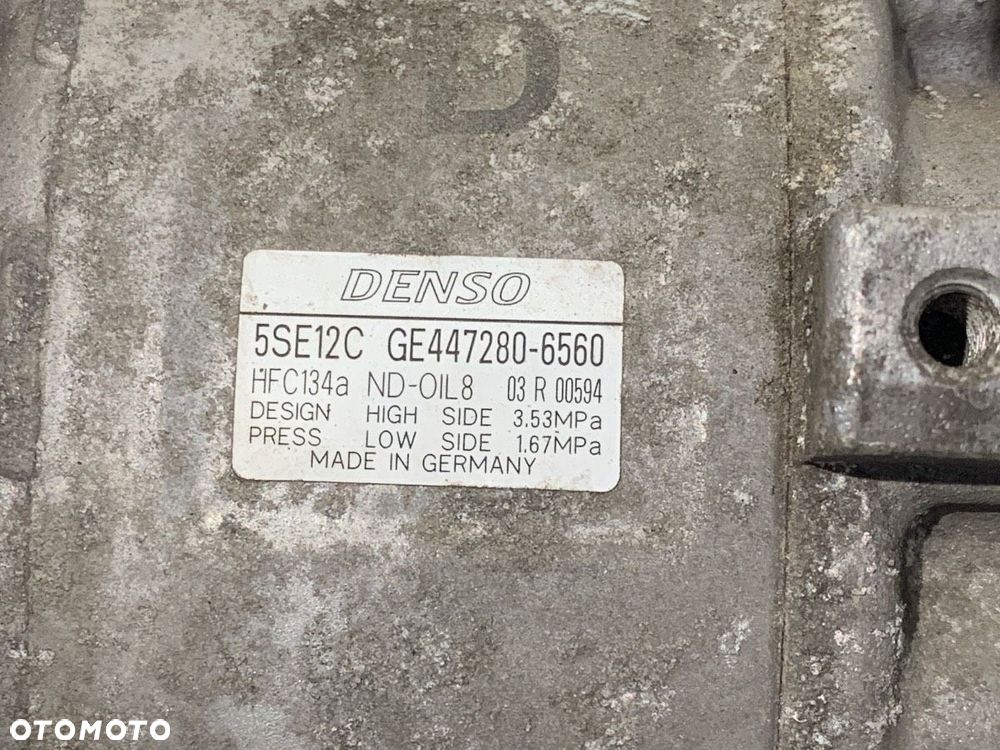 D
DENSO
5SE12C GE447280-6560
HFC134a ND-OIL8 03 R 00594
DESIGN HIGH SIDE 3.53MPa
PRESS LOW SIDE 1.67MPa
MADE IN GERMANY
OTOMOTO